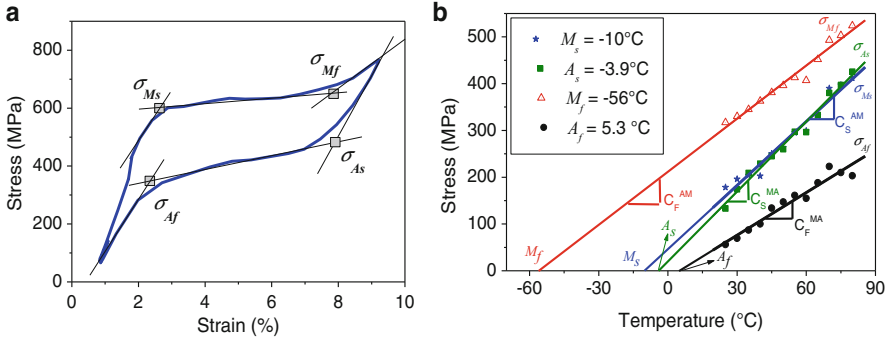 a
Stress (MPa)
800
600
400
200
0
σMs
σMf
σAs
σAf
0 2 4 6 8 10
Strain (%)
b
Stress (MPa)
500
400
300
200
100
0
Ms = -10°C
As = -3.9°C
Mf = -56°C
Af = 5.3 °C
σMf
σAs
σMs
σAf
CSAM
CFAM
CSMA
CFMA
Mf
Ms
As
Af
-60 -30 0 30 60 90
Temperature (°C)